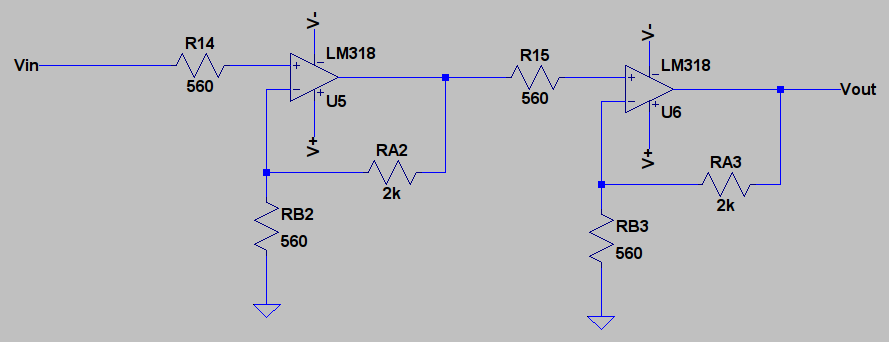 V-
R14
LM318
Vin
+
-
560
-
+
U5
V+
RA2
2k
RB2
560
V-
R15
LM318
+
-
560
-
+
U6
Vout
V+
RA3
2k
RB3
560